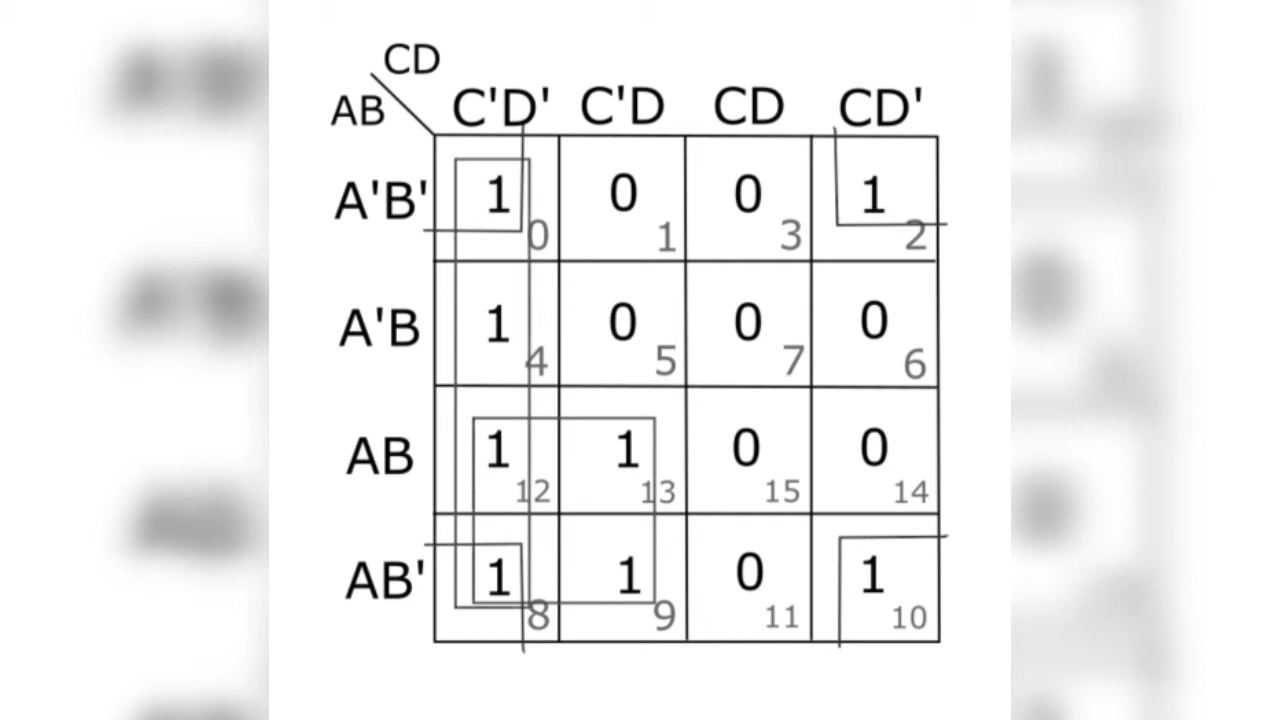 CD
AB C'D' C'D CD CD'
A'B' 1 0 0 1
0 1 3 2
A'B 1 0 0 0
4 5 7 6
AB 1 1 0 0
12 13 15 14
AB' 1 1 0 1
8 9 11 10